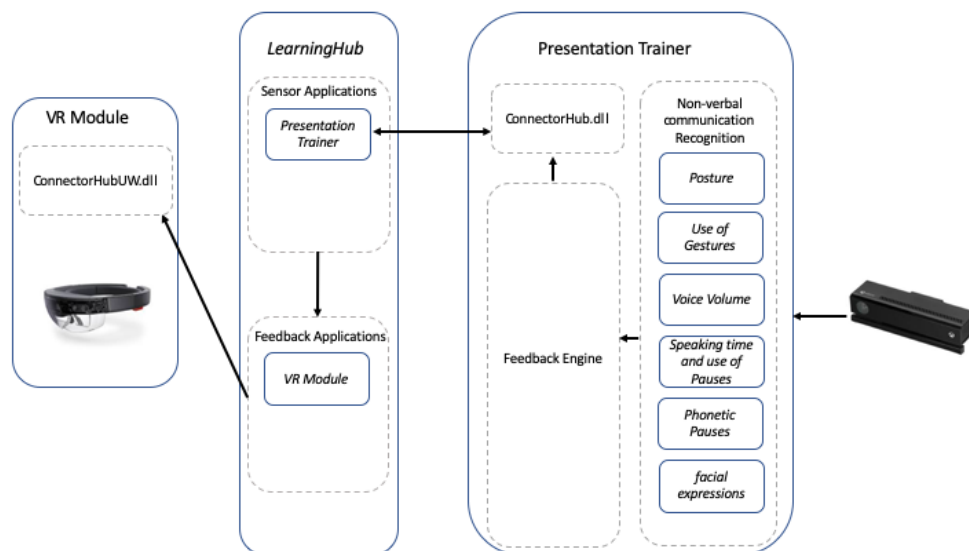 VR Module
ConnectorHubUW.dll
LearningHub
Sensor Applications
Presentation
Trainer
Feedback Applications
VR Module
Presentation Trainer
ConnectorHub.dll
Feedback Engine
Non-verbal
communication
Recognition
Posture
Use of
Gestures
Voice Volume
Speaking time
and use of
Pauses
Phonetic
Pauses
facial
expressions